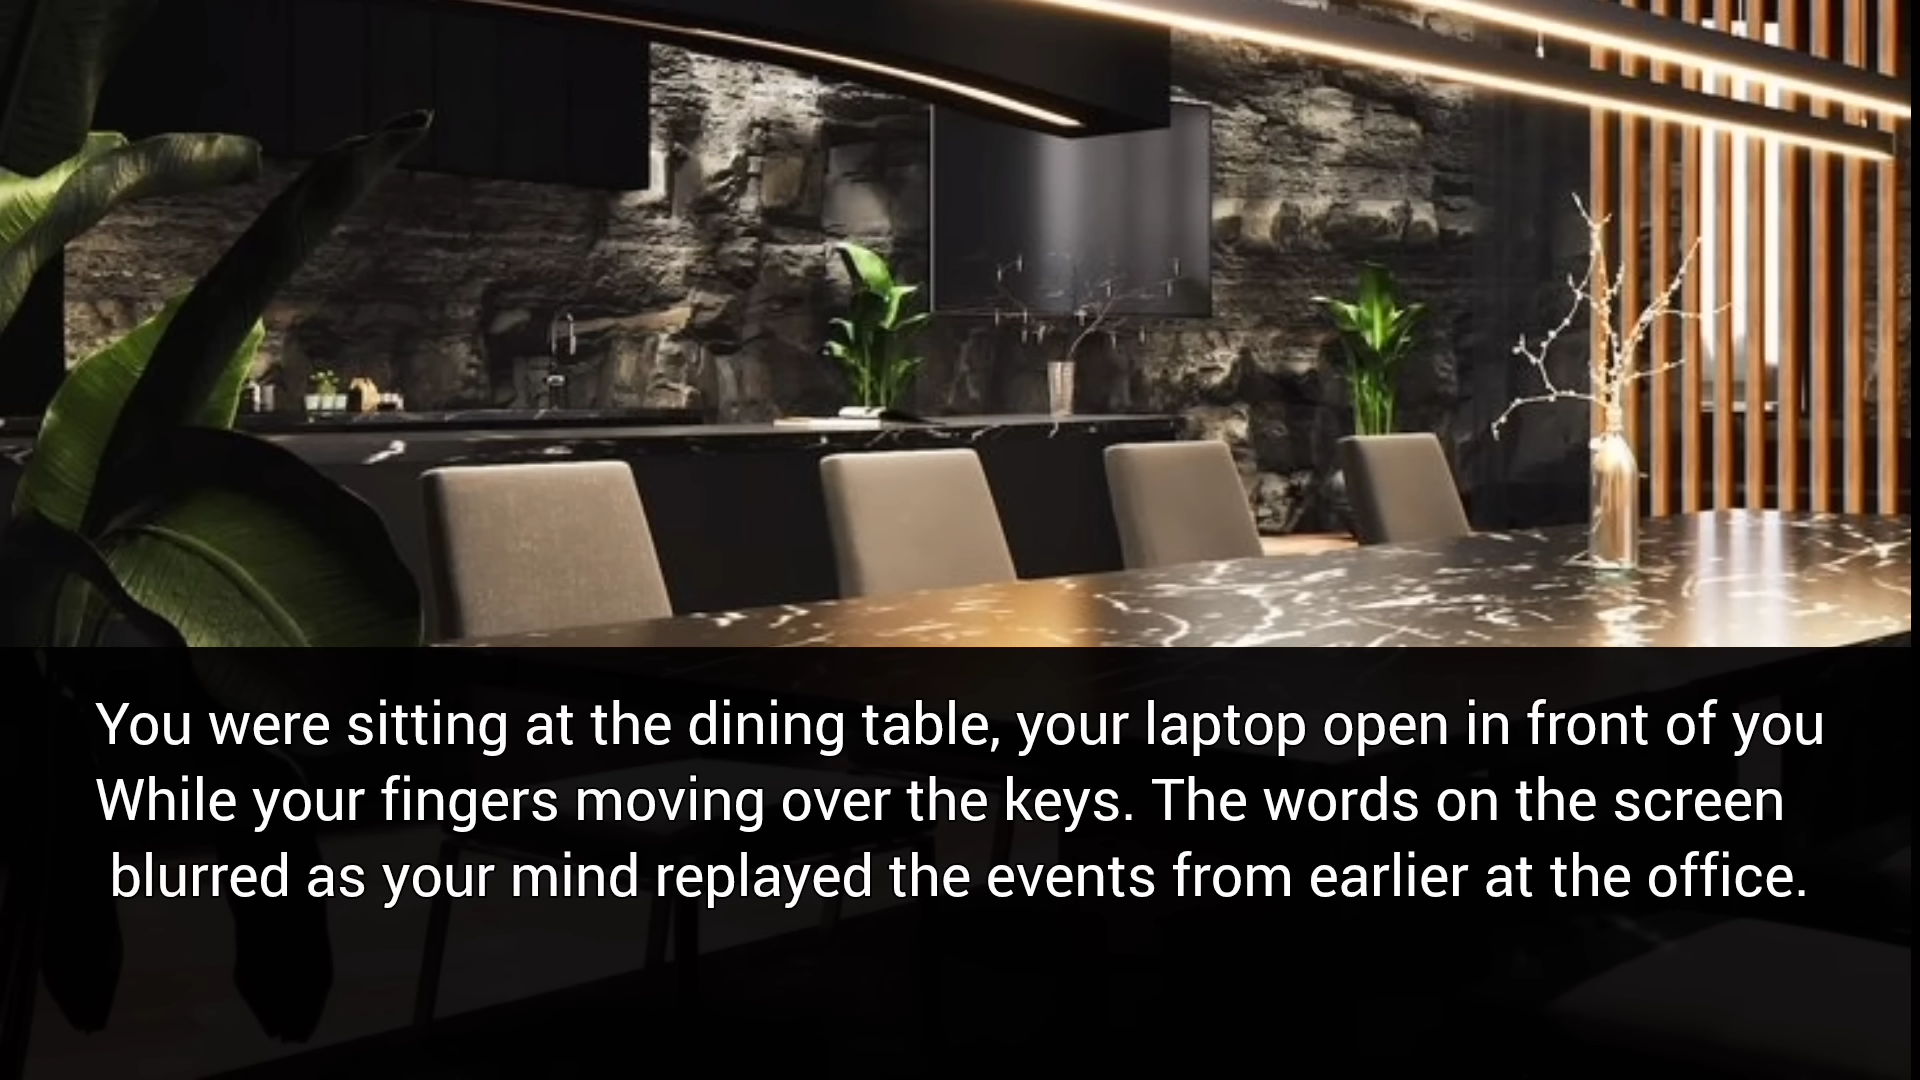 You were sitting at the dining table, your laptop open in front of you
While your fingers moving over the keys. The words on the screen
blurred as your mind replayed the events from earlier at the office.